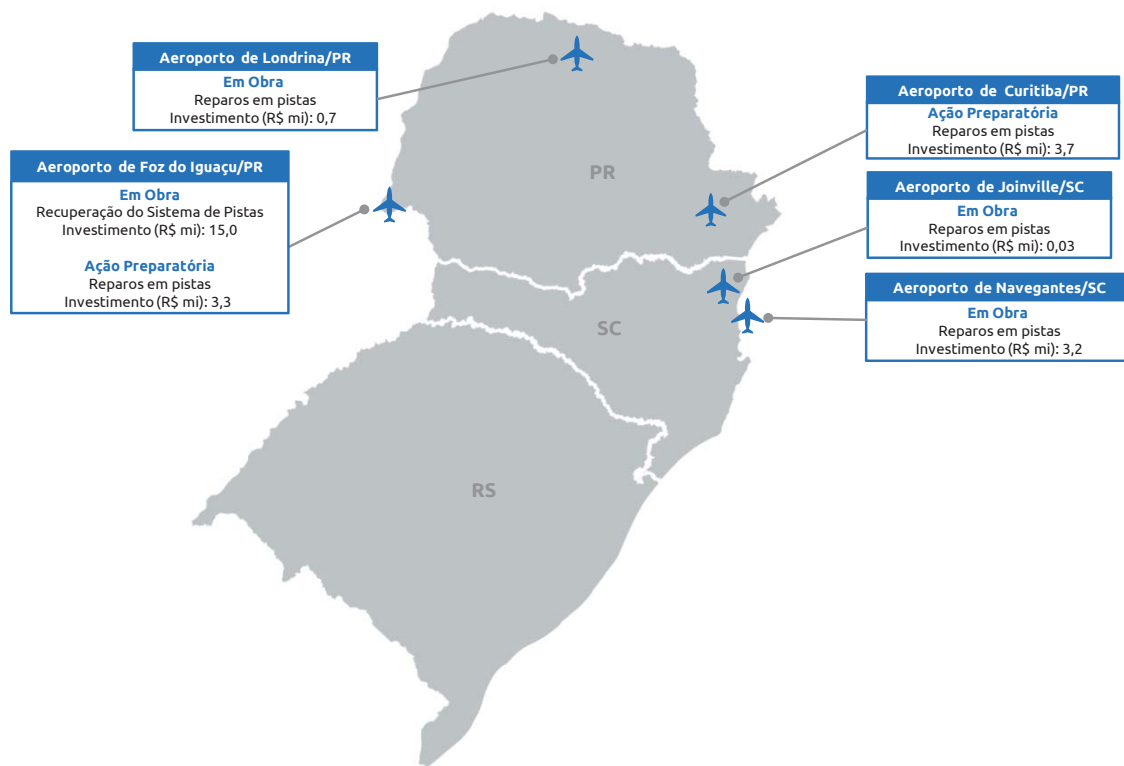 Aeroporto de Londrina/PR
Em Obra
Reparos em pistas
Investimento (R$ mi): 0,7
Aeroporto de Foz do Iguaçu/PR
Em Obra
Recuperação do Sistema de Pistas
Investimento (R$ mi): 15,0
Ação Preparatória
Reparos em pistas
Investimento (R$ mi): 3,3
Aeroporto de Curitiba/PR
Ação Preparatória
Reparos em pistas
Investimento (R$ mi): 3,7
Aeroporto de Joinville/SC
Em Obra
Reparos em pistas
Investimento (R$ mi): 0,03
Aeroporto de Navegantes/SC
Em Obra
Reparos em pistas
Investimento (R$ mi): 3,2
PR
SC
RS